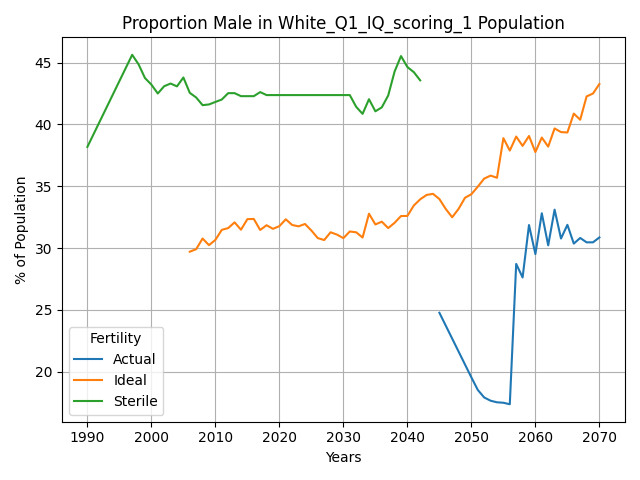 Proportion Male in White_Q1_IQ_scoring_1 Population
% of Population
45
40
35
30
25
20
Fertility
Actual
Ideal
Sterile
1990 2000 2010 2020 2030 2040 2050 2060 2070
Years